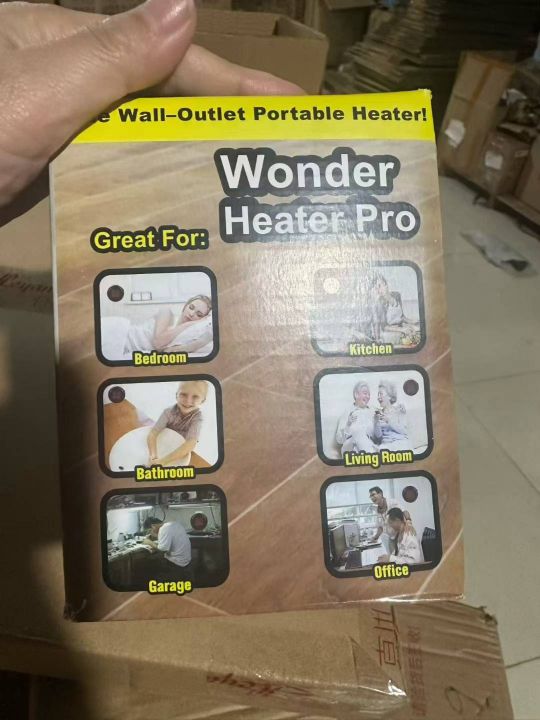 e Wall–Outlet Portable Heater!
Wonder
Heater Pro
Great For:
Bedroom
Kitchen
Bathroom
Living Room
Garage
Office